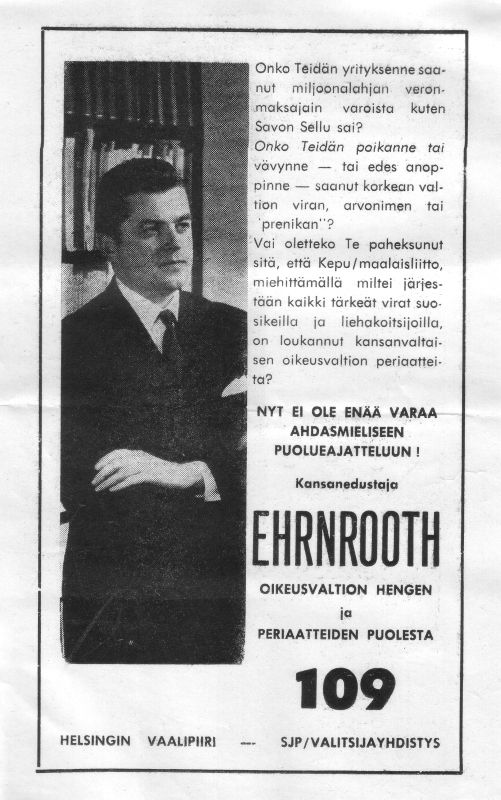 Onko Teidän yrityksenne saa-
nut miljoonalahjan veron-
maksajain varoista kuten
Savon Sellu sai?
Onko Teidän poikanne tai
vävynne — tai edes anop-
pinne — saanut korkean val-
tion viran, arvonimen tai
'prenikan"?
Vai oletteko Te paheksunut
sitä, että Kepu/maalaisliitto,
miehittämällä miltei järjes-
tään kaikki tärkeät virat suo-
sikeilla ja liehakoitsijoilla,
on loukannut kansanvaltai-
sen oikeusvaltion periaattei-
ta?
NYT EI OLE ENÄÄ VARAA
AHDASMIELISEEN
PUOLUEAJATTELUUN!
Kansanedustaja
EHRNROOTH
OIKEUSVALTION HENGEN
ja
PERIAATTEIDEN PUOLESTA
109
HELSINGIN VAALIPIIRI — SJP/VALITSIJAYHDISTYS